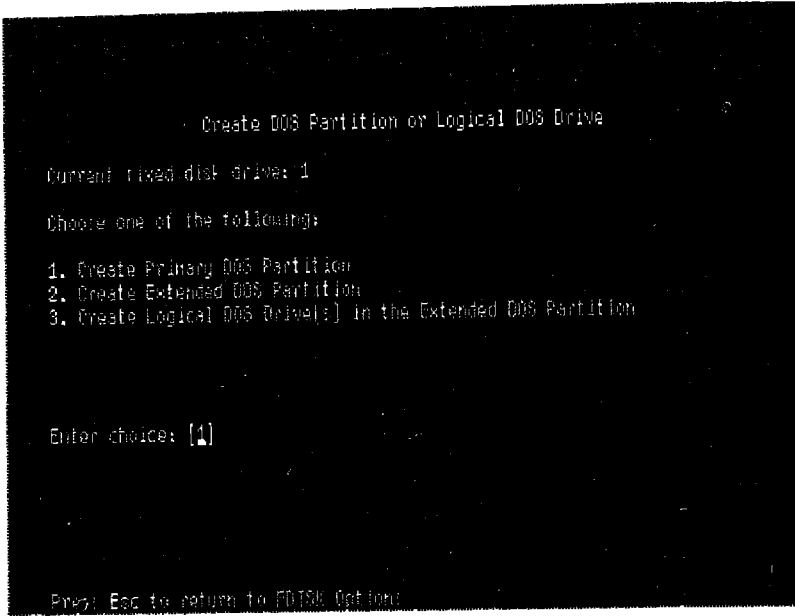 Create DOS Partition or Logical DOS Drive
Current fixed disk drive: 1
Choose one of the following:
1. Create Primary DOS Partition
2. Create Extended DOS Partition
3. Create Logical DOS Drive(s) in the Extended DOS Partition
Enter choice: [1]
Press Esc to return to FDISK Options